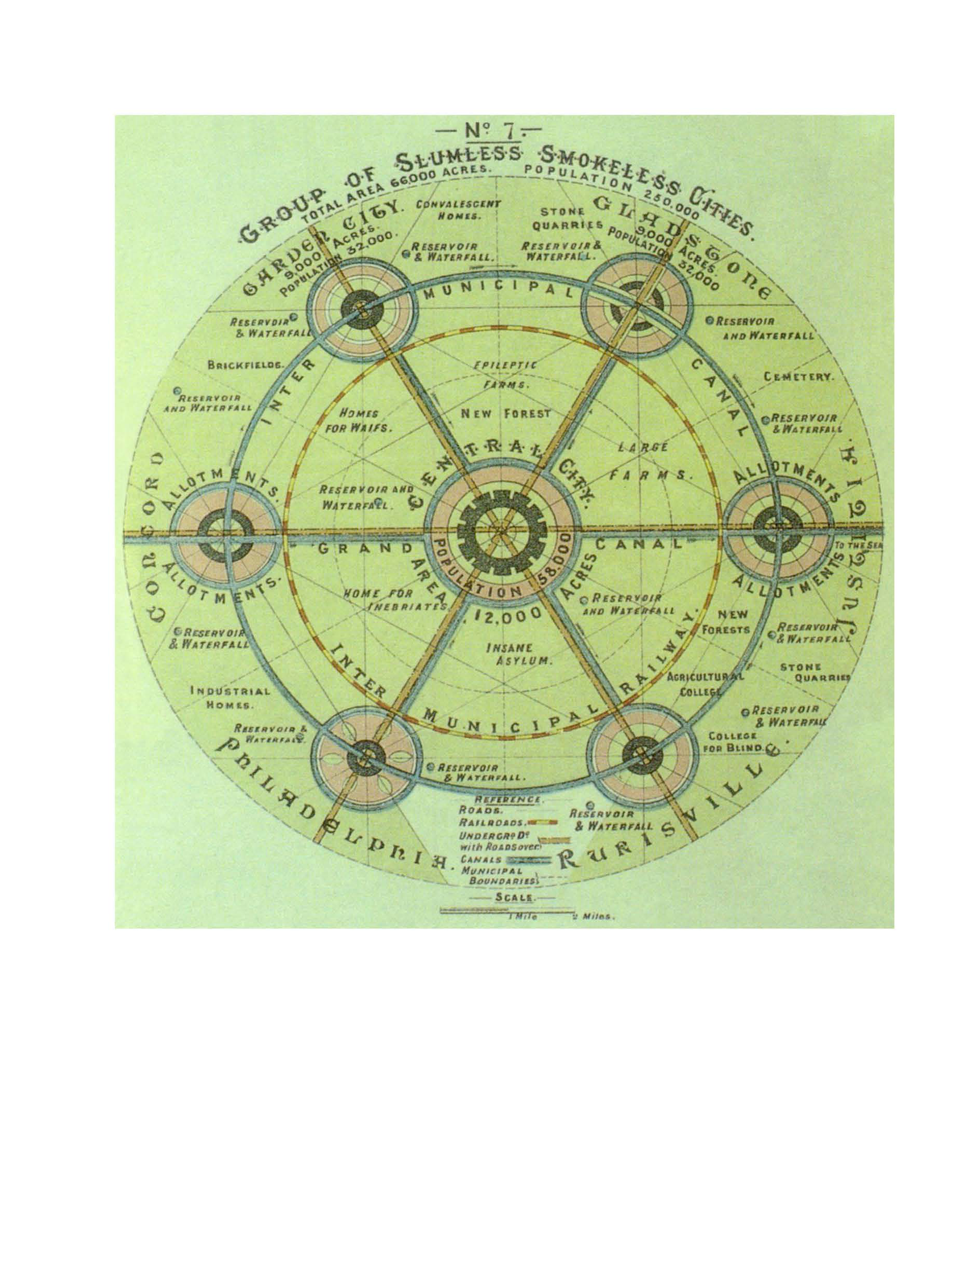 — Nº 7. —
GROUP OF SLUMLESS SMOKELESS CITIES.
TOTAL AREA 66,000 ACRES. POPULATION 250,000
GARDEN CITY.
9,000 ACRES.
POPULATION 32,000.
CONVALESCENT
HOMES.
STONE
QUARRIES
GLADSTONE
9,000 ACRES.
POPULATION 32,000
RESERVOIR
& WATERFALL.
RESERVOIR &
WATERFALL.
INTER MUNICIPAL CANAL
RESERVOIR
& WATERFALL
RESERVOIR
AND WATERFALL
BRICKFIELDS.
EPILEPTIC
FARMS.
CEMETERY.
RESERVOIR
AND WATERFALL
HOMES
FOR WAIFS.
NEW FOREST
RESERVOIR
& WATERFALL
LARGE
FARMS.
CENTRAL CITY.
CONCORD
ALLOTMENTS.
RESERVOIR AND
WATERFALL.
ALLOTMENTS
GRAND CANAL
POPULATION 58,000
TO THE SEA
ALLOTMENTS.
AREA 12,000 ACRES
ALLOTMENTS
HOME FOR
INEBRIATES
RESERVOIR
AND WATERFALL
NEW
FORESTS
RESERVOIR
& WATERFALL
RESERVOIR
& WATERFALL
INSANE
ASYLUM.
STONE
QUARRIES
INTER MUNICIPAL RAILWAY.
AGRICULTURAL
COLLEGE
INDUSTRIAL
HOMES.
RESERVOIR
& WATERFALL
RESERVOIR &
WATERFALL.
COLLEGE
FOR BLIND.
PHILADELPHIA.
RESERVOIR
& WATERFALL.
RURISVILLE.
RESERVOIR
& WATERFALL
REFERENCE.
ROADS.
RAILROADS.
UNDERGRD Dº
with Roads over
CANALS
MUNICIPAL
BOUNDARIES
— SCALE. —
1 Mile 2 Miles.